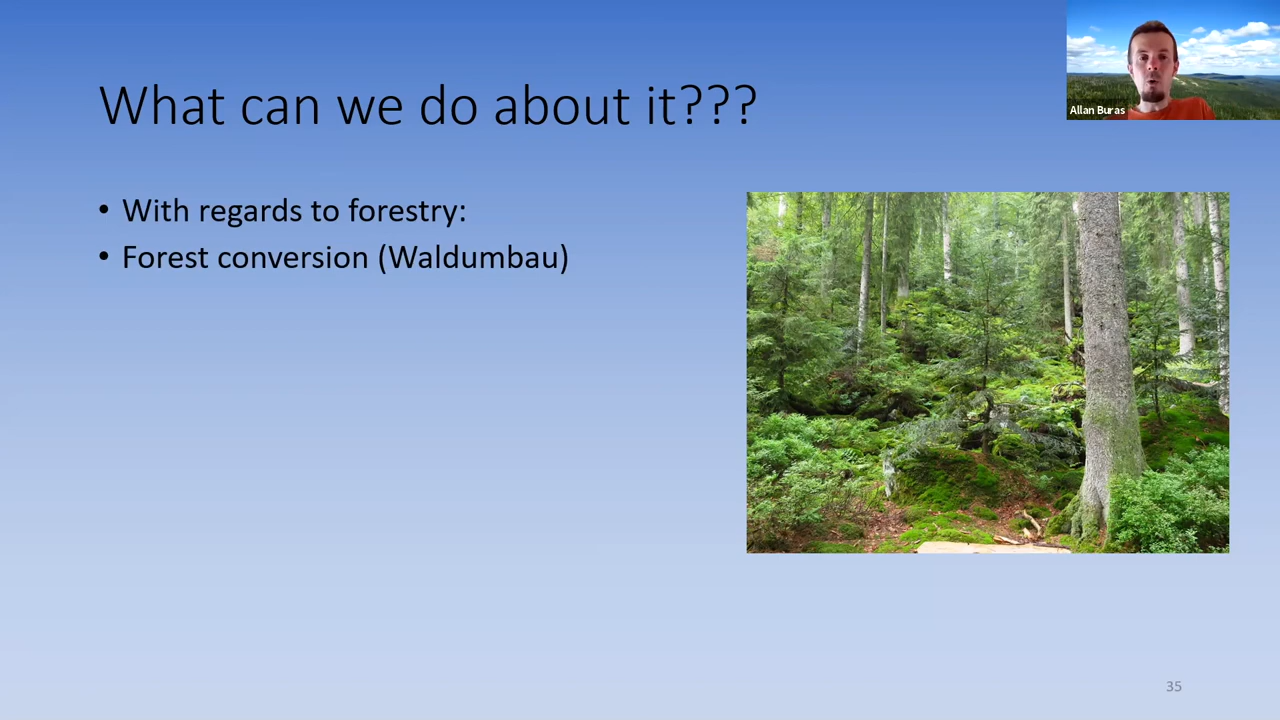 What can we do about it???
Allan Buras
• With regards to forestry:
• Forest conversion (Waldumbau)
35